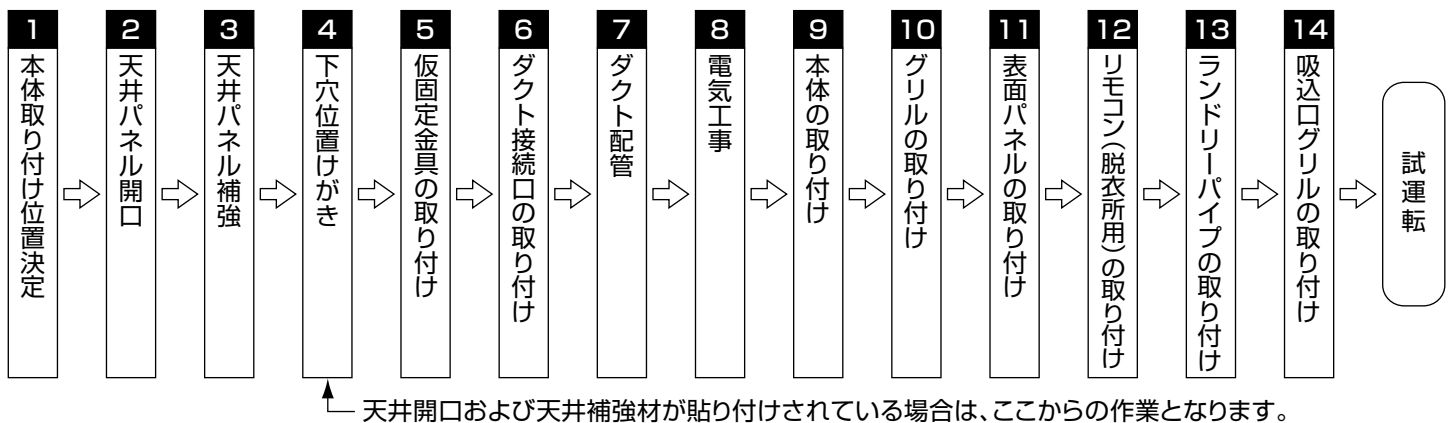 1
本体取り付け位置決定
2
天井パネル開口
3
天井パネル補強
4
下穴位置けがき
5
仮固定金具の取り付け
6
ダクト接続口の取り付け
7
ダクト配管
8
電気工事
9
本体の取り付け
10
グリルの取り付け
11
表面パネルの取り付け
12
リモコン(脱衣所用)の取り付け
13
ランドリーパイプの取り付け
14
吸込口グリルの取り付け
試運転
天井開口および天井補強材が貼り付けされている場合は、ここからの作業となります。